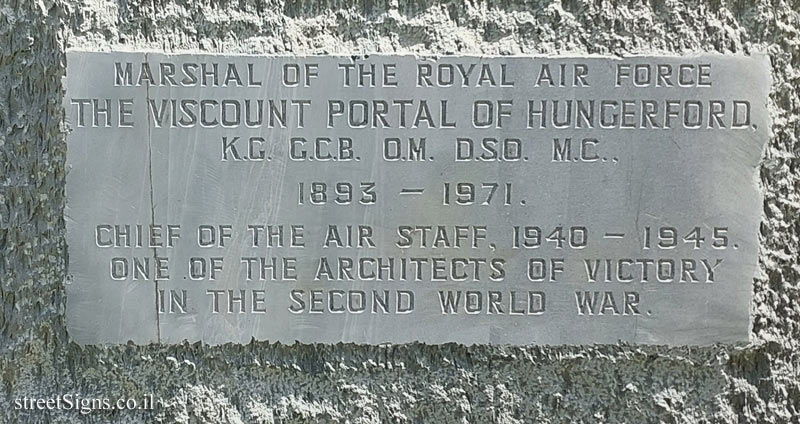 MARSHAL OF THE ROYAL AIR FORCE
THE VISCOUNT PORTAL OF HUNGERFORD,
K.G. G.C.B. O.M. D.S.O. M.C.,
1893 – 1971.
CHIEF OF THE AIR STAFF, 1940 – 1945.
ONE OF THE ARCHITECTS OF VICTORY
IN THE SECOND WORLD WAR.
streetSigns.co.il